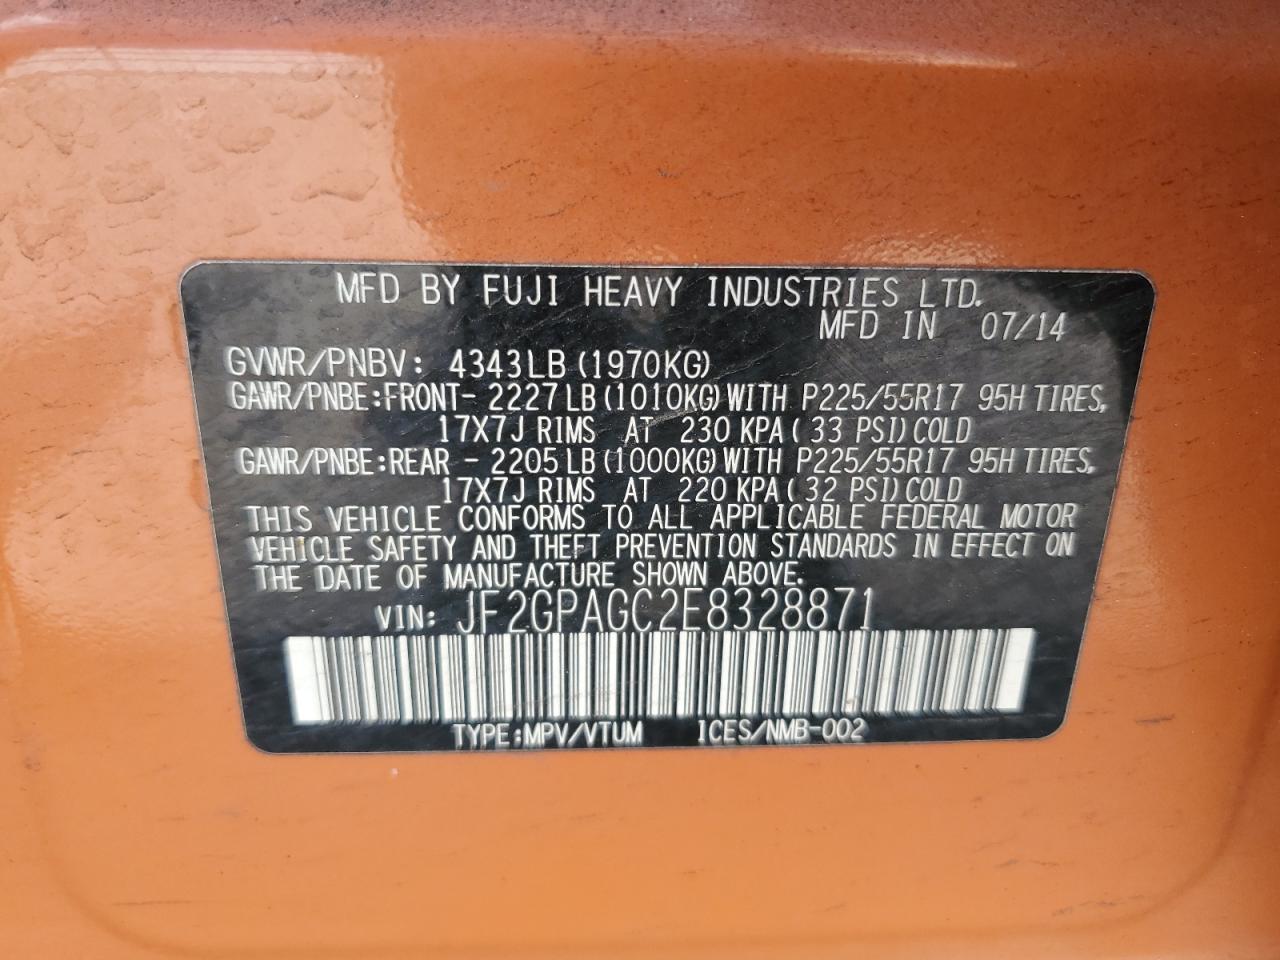 MFD BY FUJI HEAVY INDUSTRIES LTD.
MFD IN 07/14
GVWR/PNBV: 4343LB (1970KG)
GAWR/PNBE:FRONT- 2227LB (1010KG) WITH P225/55R17 95H TIRES,
17X7J RIMS AT 230 KPA ( 33 PSI) COLD
GAWR/PNBE:REAR - 2205LB (1000KG) WITH P225/55R17 95H TIRES,
17X7J RIMS AT 220 KPA ( 32 PSI) COLD
THIS VEHICLE CONFORMS TO ALL APPLICABLE FEDERAL MOTOR
VEHICLE SAFETY AND THEFT PREVENTION STANDARDS IN EFFECT ON
THE DATE OF MANUFACTURE SHOWN ABOVE.
VIN: JF2GPAGC2E8328871
TYPE:MPV/VTUM ICES/NMB-002